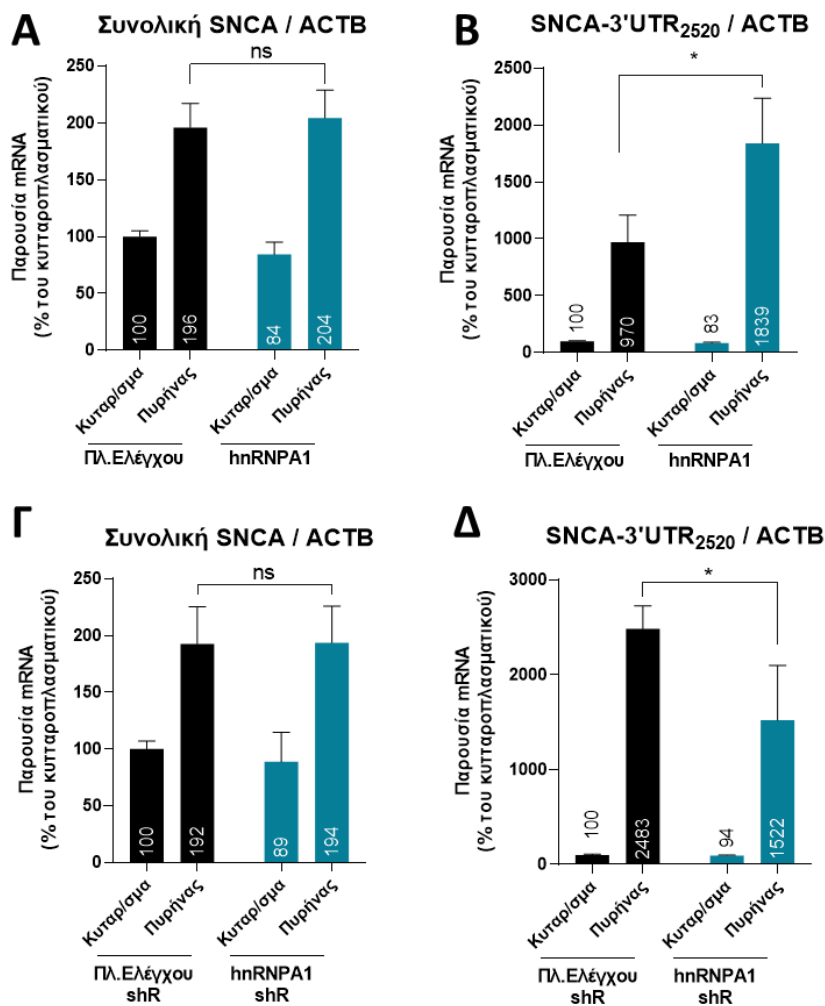 Α
Συνολική SNCA / ACTB
Παρουσία mRNA
(% του κυτταροπλασματικού)
250
200
150
100
50
0
ns
100
196
84
204
Κυταρ/σμα
Πυρήνας
Κυταρ/σμα
Πυρήνας
Πλ.Ελέγχου
hnRNPA1
Β
SNCA-3'UTR2520 / ACTB
Παρουσία mRNA
(% του κυτταροπλασματικού)
2500
2000
1500
1000
500
0
*
100
970
83
1839
Κυταρ/σμα
Πυρήνας
Κυταρ/σμα
Πυρήνας
Πλ.Ελέγχου
hnRNPA1
Γ
Συνολική SNCA / ACTB
Παρουσία mRNA
(% του κυτταροπλασματικού)
250
200
150
100
50
0
ns
100
192
89
194
Κυταρ/σμα
Πυρήνας
Κυταρ/σμα
Πυρήνας
Πλ.Ελέγχου
shR
hnRNPA1
shR
Δ
SNCA-3'UTR2520 / ACTB
Παρουσία mRNA
(% του κυτταροπλασματικού)
3000
2000
1000
0
*
100
2483
94
1522
Κυταρ/σμα
Πυρήνας
Κυταρ/σμα
Πυρήνας
Πλ.Ελέγχου
shR
hnRNPA1
shR